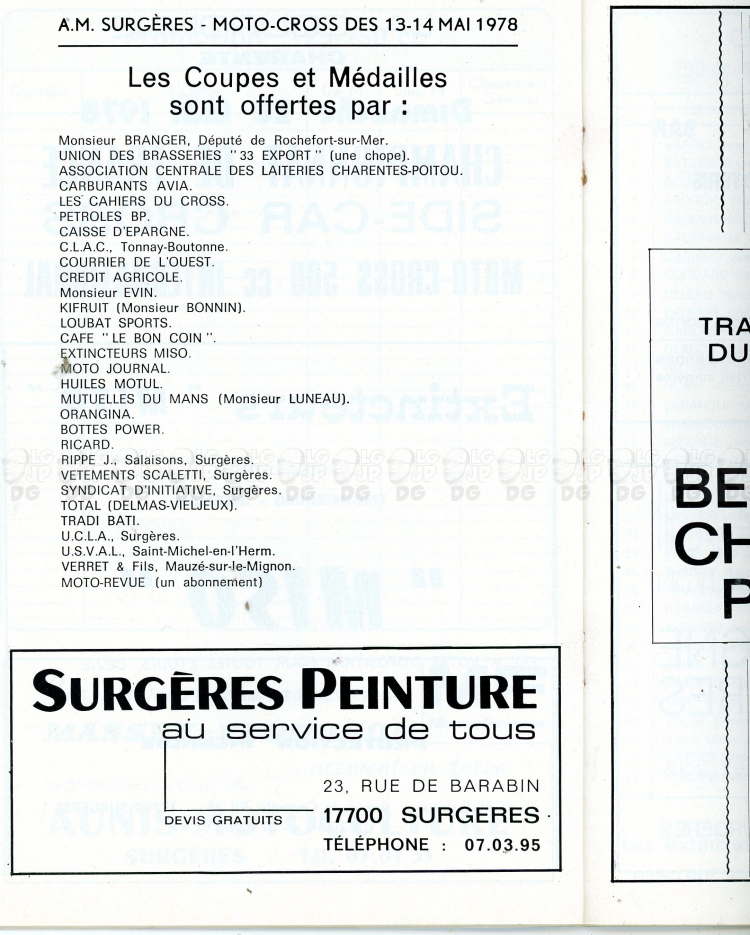 A.M. SURGÈRES - MOTO-CROSS DES 13-14 MAI 1978
Les Coupes et Médailles
sont offertes par :
Monsieur BRANGER, Député de Rochefort-sur-Mer.
UNION DES BRASSERIES " 33 EXPORT " (une chope).
ASSOCIATION CENTRALE DES LAITERIES CHARENTES-POITOU.
CARBURANTS AVIA.
LES CAHIERS DU CROSS.
PETROLES BP.
CAISSE D'EPARGNE.
C.L.A.C., Tonnay-Boutonne.
COURRIER DE L'OUEST.
CREDIT AGRICOLE.
Monsieur EVIN.
KIFRUIT (Monsieur BONNIN).
LOUBAT SPORTS.
CAFE " LE BON COIN ".
EXTINCTEURS MISO.
MOTO JOURNAL.
HUILES MOTUL.
MUTUELLES DU MANS (Monsieur LUNEAU).
ORANGINA.
BOTTES POWER.
RICARD.
RIPPE J., Salaisons, Surgères.
VETEMENTS SCALETTI, Surgères.
SYNDICAT D'INITIATIVE, Surgères.
TOTAL (DELMAS-VIELJEUX).
TRADI BATI.
U.C.L.A., Surgères.
U.S.V.A.L., Saint-Michel-en-l'Herm.
VERRET & Fils, Mauzé-sur-le-Mignon.
MOTO-REVUE (un abonnement)
SURGÈRES PEINTURE
au service de tous
23, RUE DE BARABIN
DEVIS GRATUITS 17700 SURGERES
TÉLÉPHONE : 07.03.95
TRA
DU
BE
CH
P